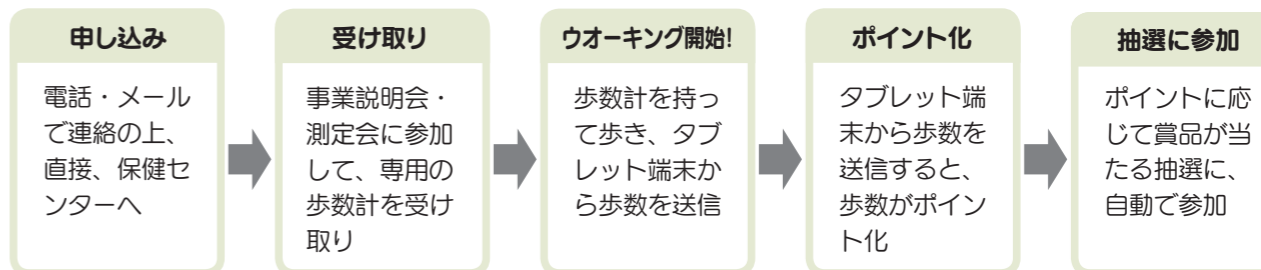 申し込み
電話・メール
で連絡の上、
直接、保健セ
ンターへ
受け取り
事業説明会・
測定会に参加
して、専用の
歩数計を受け
取り
ウオーキング開始!
歩数計を持っ
て歩き、タブ
レット端末か
ら歩数を送信
ポイント化
タブレット端
末から歩数を
送信すると、
歩数がポイン
ト化
抽選に参加
ポイントに応
じて賞品が当
たる抽選に、
自動で参加